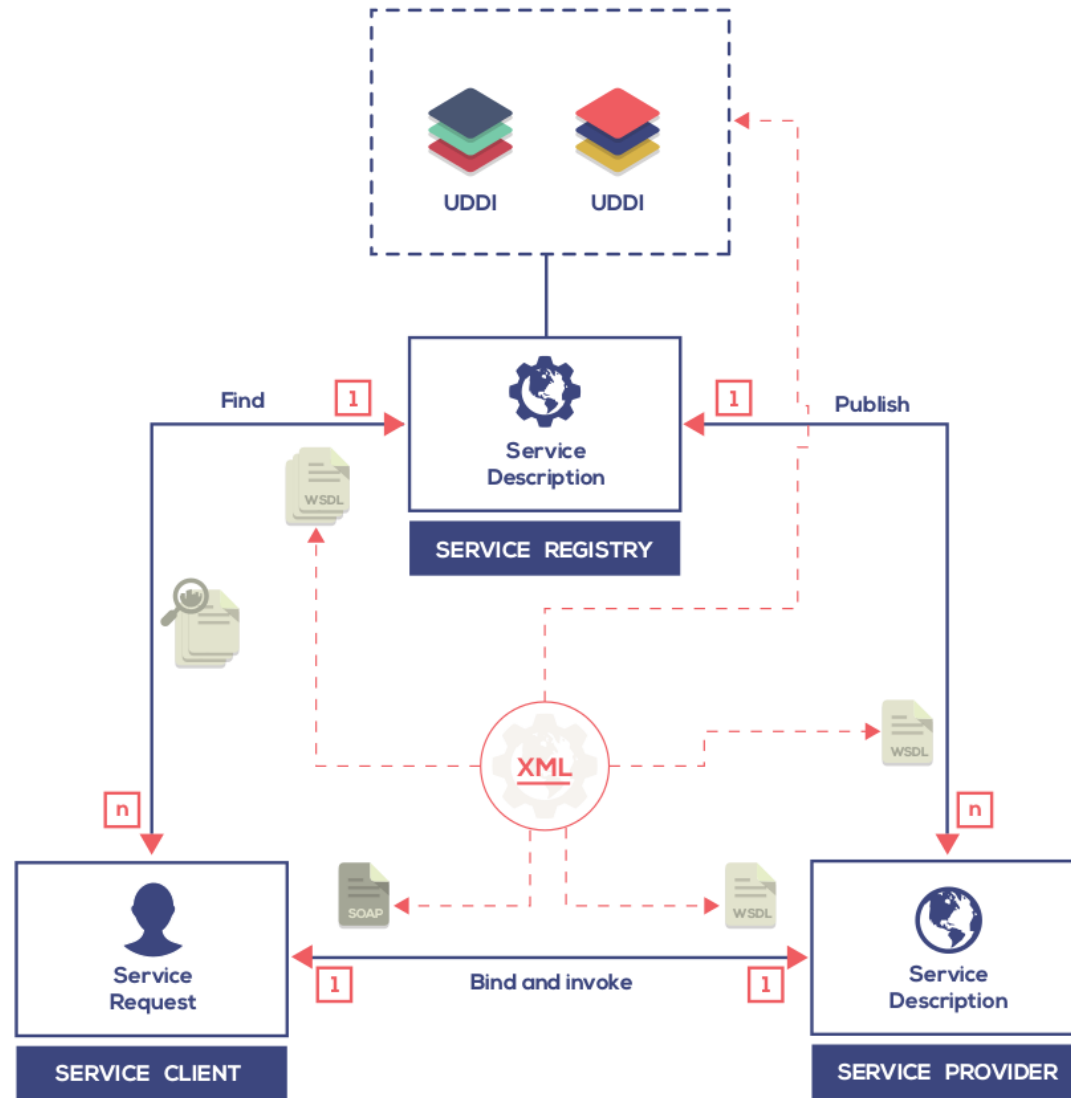 UDDI
UDDI
Find
1
1
Publish
Service
Description
WSDL
SERVICE REGISTRY
XML
WSDL
n
n
SOAP
WSDL
Service
Request
1
Bind and invoke
1
Service
Description
SERVICE CLIENT
SERVICE PROVIDER